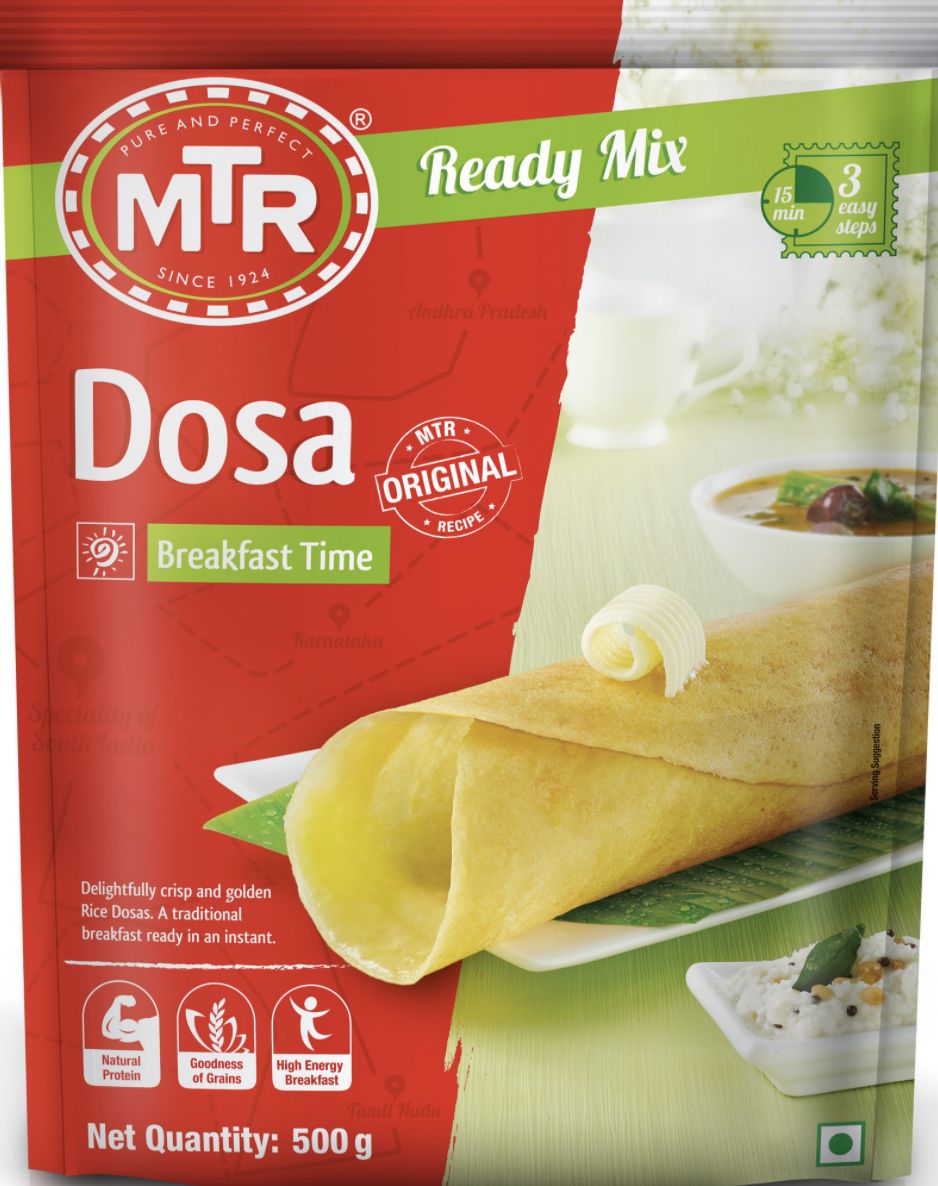 PURE AND PERFECT
MTR
SINCE 1924
®
Ready Mix
15
min
3
easy
steps
Andhra Pradesh
Dosa
MTR
ORIGINAL
RECIPE
Breakfast Time
Karnataka
Speciality of
South India
Serving Suggestion
Delightfully crisp and golden
Rice Dosas. A traditional
breakfast ready in an instant.
Natural
Protein
Goodness
of Grains
High Energy
Breakfast
Tamil Nadu
Net Quantity: 500 g